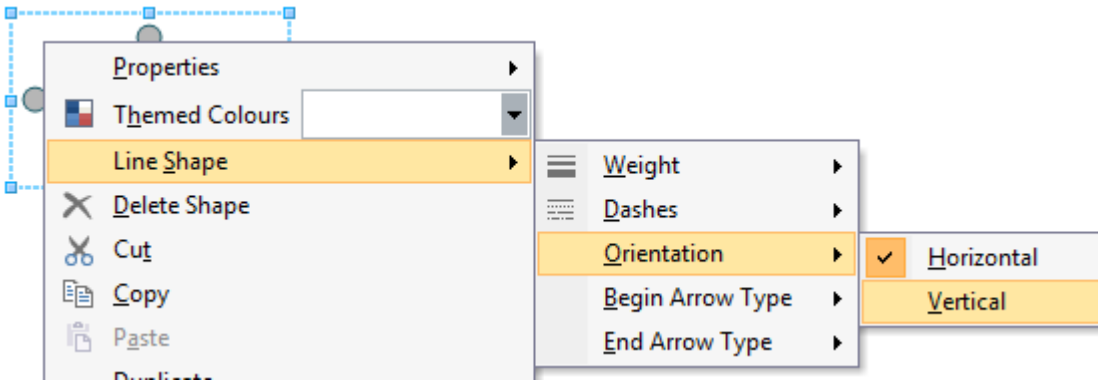 Properties
Themed Colours
Line Shape
Delete Shape
Cut
Copy
Paste
Duplicate
Weight
Dashes
Orientation
Begin Arrow Type
End Arrow Type
Horizontal
Vertical